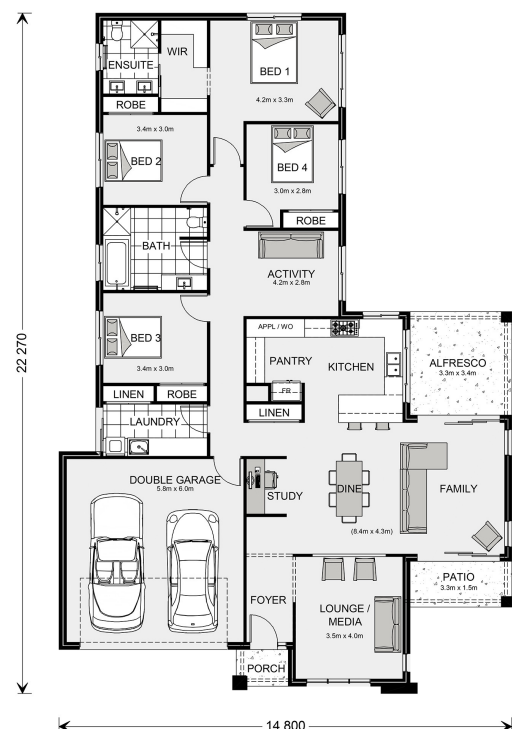 ENSUITE
WIR
BED 1
4.2m x 3.3m
ROBE
3.4m x 3.0m
BED 2
BED 4
3.0m x 2.8m
ROBE
BATH
ACTIVITY
4.2m x 2.8m
22 270
BED 3
3.4m x 3.0m
APPL / WO
PANTRY
KITCHEN
ALFRESCO
3.3m x 3.4m
FR
LINEN
ROBE
LINEN
LAUNDRY
DOUBLE GARAGE
5.8m x 6.0m
STUDY
DINE
FAMILY
(8.4m x 4.3m)
PATIO
3.3m x 1.5m
FOYER
LOUNGE /
MEDIA
3.5m x 4.0m
PORCH
14 800